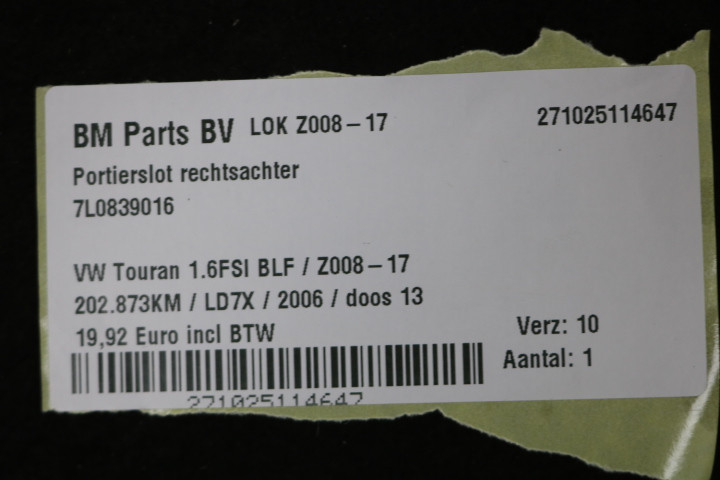 BM Parts BV LOK Z008-17 271025114647
Portierslot rechtsachter
7L0839016
VW Touran 1.6FSI BLF / Z008-17
202.873KM / LD7X / 2006 / doos 13
19,92 Euro incl BTW
Verz: 10
Aantal: 1
271025114647